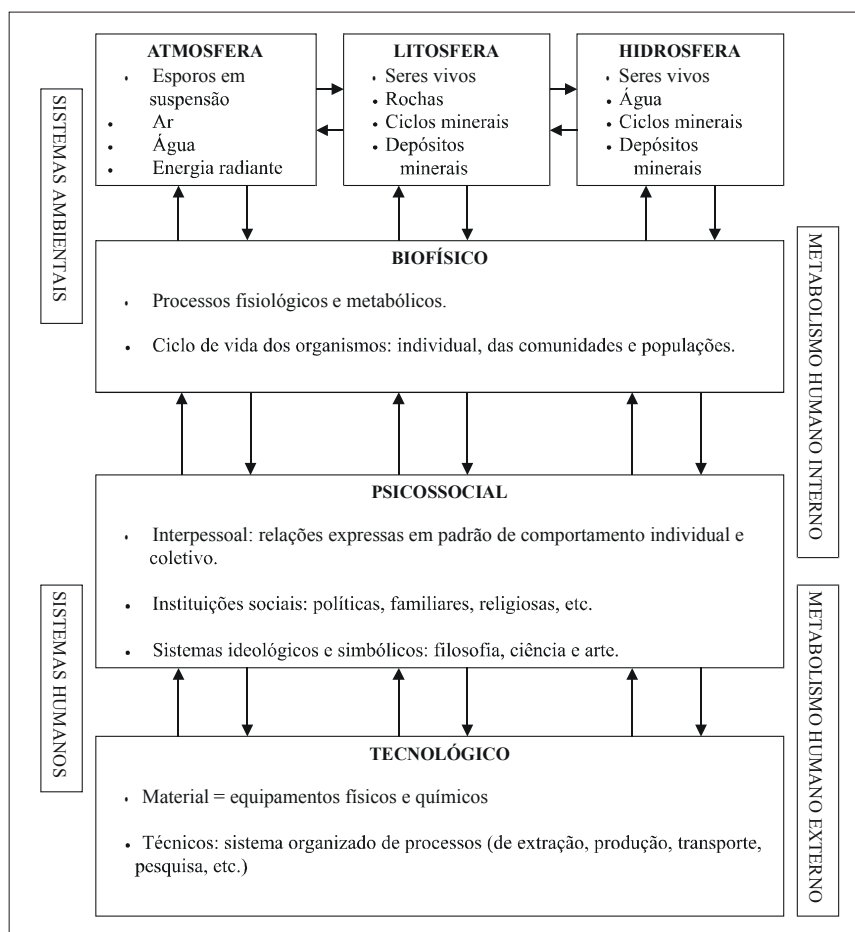 ATMOSFERA
• Esporos em
suspensão
• Ar
• Água
• Energia radiante
LITOSFERA
• Seres vivos
• Rochas
• Ciclos minerais
• Depósitos
minerais
HIDROSFERA
• Seres vivos
• Água
• Ciclos minerais
• Depósitos
minerais
SISTEMAS AMBIENTAIS
BIOFÍSICO
• Processos fisiológicos e metabólicos.
• Ciclo de vida dos organismos: individual, das comunidades e populações.
METABOLISMO HUMANO INTERNO
PSICOSSOCIAL
• Interpessoal: relações expressas em padrão de comportamento individual e
coletivo.
• Instituições sociais: políticas, familiares, religiosas, etc.
• Sistemas ideológicos e simbólicos: filosofia, ciência e arte.
SISTEMAS HUMANOS
METABOLISMO HUMANO EXTERNO
TECNOLÓGICO
• Material = equipamentos físicos e químicos
• Técnicos: sistema organizado de processos (de extração, produção, transporte,
pesquisa, etc.)